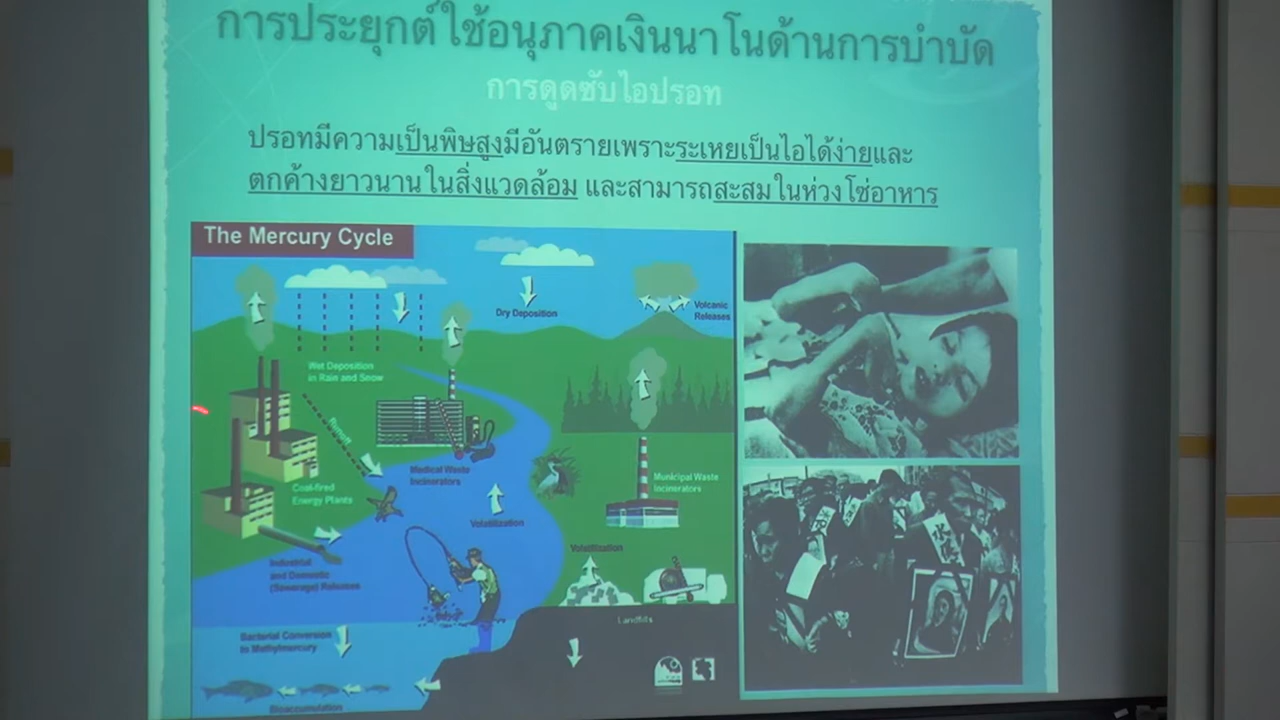 การประยุกต์ใช้อนุภาคเงินนาโนด้านการบำบัด
การดูดซับไอปรอท
ปรอทมีความเป็นพิษสูงมีอันตรายเพราะระเหยเป็นไอได้ง่ายและ
ตกค้างยาวนานในสิ่งแวดล้อม และสามารถสะสมในห่วงโซ่อาหาร
The Mercury Cycle
Dry Deposition
Volcanic
Releases
Wet Deposition
in Rain and Snow
Runoff
Medical Waste
Incinerators
Coal-fired
Energy Plants
Municipal Waste
Incinerators
Volatilization
Volatilization
Industrial
and Domestic
(Sewerage) Releases
Landfills
Bacterial Conversion
to Methylmercury
Bioaccumulation